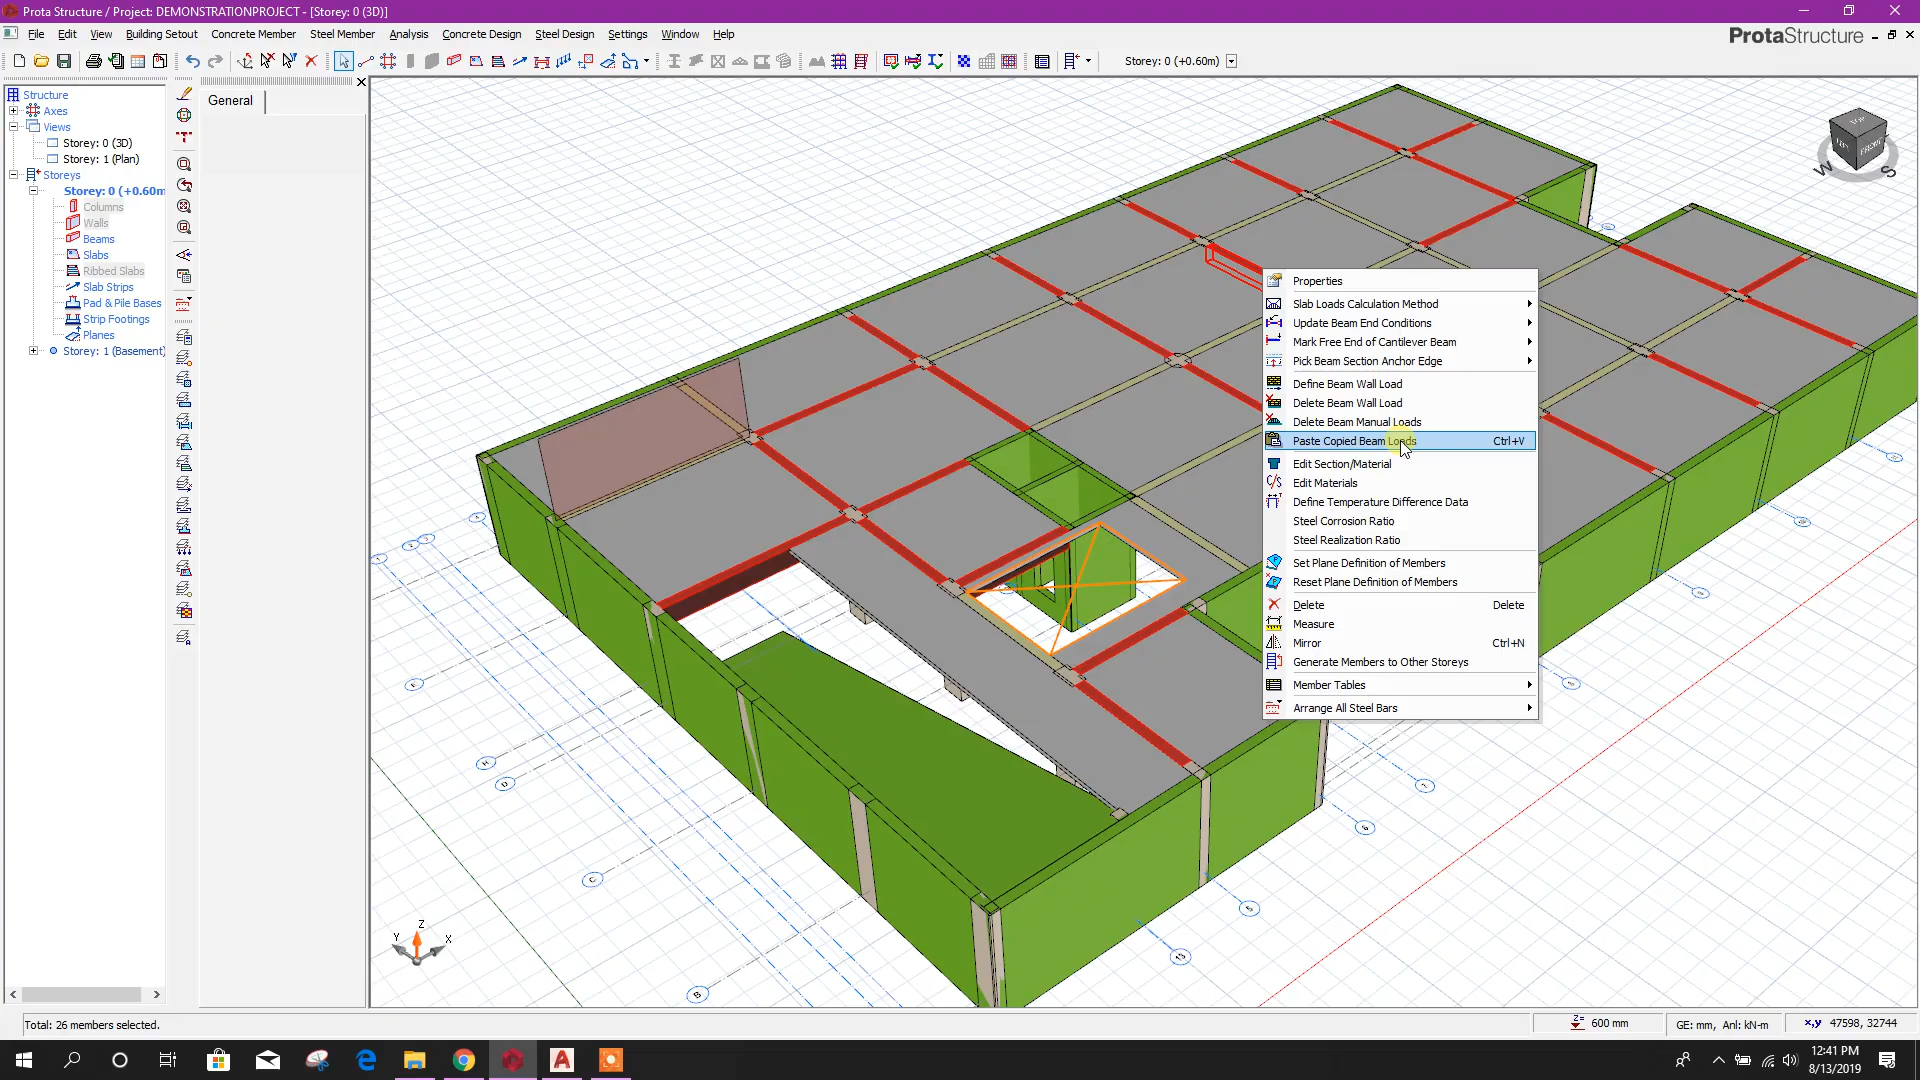 Prota Structure / Project: DEMONSTRATIONPROJECT - [Storey: 0 (3D)]
File Edit View Building Setout Concrete Member Steel Member Analysis Concrete Design Steel Design Settings Window Help
ProtaStructure
Storey: 0 (+0.60m)
General
Structure
Axes
Views
Storey: 0 (3D)
Storey: 1 (Plan)
Storeys
Storey: 0 (+0.60m
Columns
Walls
Beams
Slabs
Ribbed Slabs
Slab Strips
Pad & Pile Bases
Strip Footings
Planes
Storey: 1 (Basement)
TOP
FRONT
W
S
Properties
Slab Loads Calculation Method
Update Beam End Conditions
Mark Free End of Cantilever Beam
Pick Beam Section Anchor Edge
Define Beam Wall Load
Delete Beam Wall Load
Delete Beam Manual Loads
Paste Copied Beam Loads Ctrl+V
Edit Section/Material
Edit Materials
Define Temperature Difference Data
Steel Corrosion Ratio
Steel Realization Ratio
Set Plane Definition of Members
Reset Plane Definition of Members
Delete Delete
Measure
Mirror Ctrl+N
Generate Members to Other Storeys
Member Tables
Arrange All Steel Bars
Z
Y
X
Total: 26 members selected.
Z= 600 mm
GE: mm, Anl: kN-m
x,y 47598, 32744
12:41 PM
8/13/2019